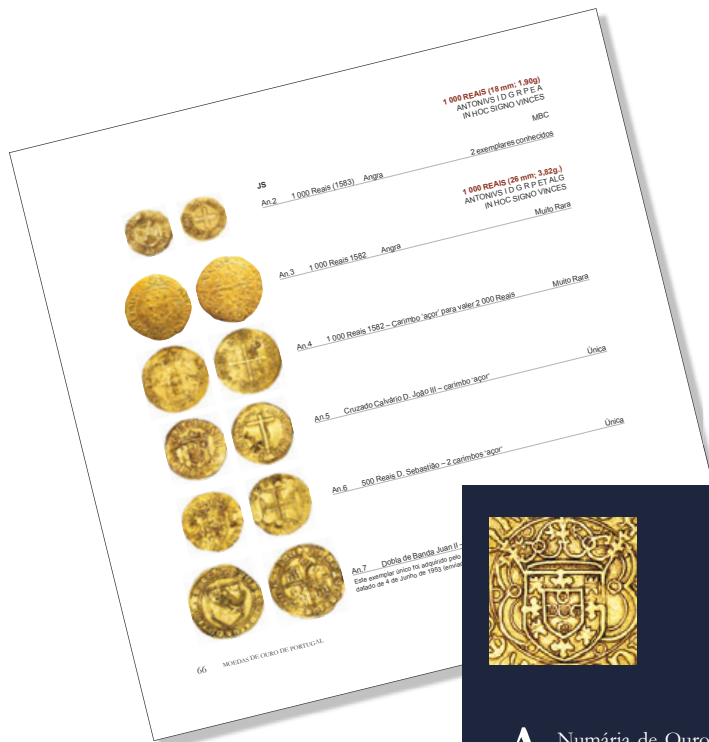 1 000 REAIS (18 mm; 1,90g)
ANTONIVS I D G R P E A
IN HOC SIGNO VINCES
MBC
JS
An.2 1 000 Reais (1583) Angra 2 exemplares conhecidos
1 000 REAIS (26 mm; 3,82g.)
ANTONIVS I D G R P ET ALG
IN HOC SIGNO VINCES
An.3 1 000 Reais 1582 Angra Muito Rara
An.4 1 000 Reais 1582 – Carimbo 'açor' para valer 2 000 Reais Muito Rara
An.5 Cruzado Calvário D. João III – carimbo 'açor' Única
An.6 500 Reais D. Sebastião – 2 carimbos 'açor' Única
An.7 Dobla de Banda Juan II –
Este exemplar único foi adquirido pelo
datado de 4 de Junho de 1953 (enviad
66 MOEDAS DE OURO DE PORTUGAL
A Numária de Ouro